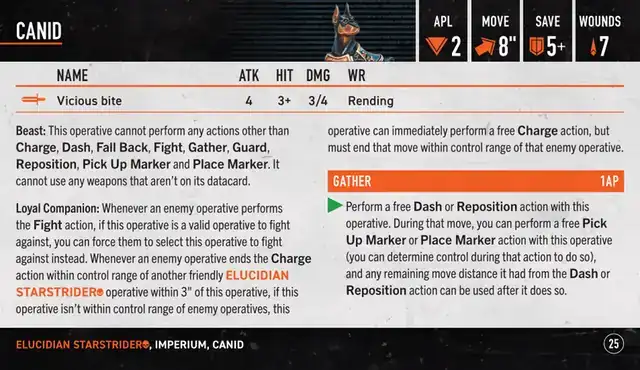 CANID
APL
2
MOVE
8"
SAVE
5+
WOUNDS
7
NAME ATK HIT DMG WR
Vicious bite 4 3+ 3/4 Rending
Beast: This operative cannot perform any actions other than
Charge, Dash, Fall Back, Fight, Gather, Guard,
Reposition, Pick Up Marker and Place Marker. It
cannot use any weapons that aren't on its datacard.
Loyal Companion: Whenever an enemy operative performs
the Fight action, if this operative is a valid operative to fight
against, you can force them to select this operative to fight
against instead. Whenever an enemy operative ends the Charge
action within control range of another friendly ELUCIDIAN
STARSTRIDER operative within 3" of this operative, if this
operative isn't within control range of enemy operatives, this
operative can immediately perform a free Charge action, but
must end that move within control range of that enemy operative.
GATHER 1AP
Perform a free Dash or Reposition action with this
operative. During that move, you can perform a free Pick
Up Marker or Place Marker action with this operative
(you can determine control during that action to do so),
and any remaining move distance it had from the Dash or
Reposition action can be used after it does so.
ELUCIDIAN STARSTRIDER, IMPERIUM, CANID
25